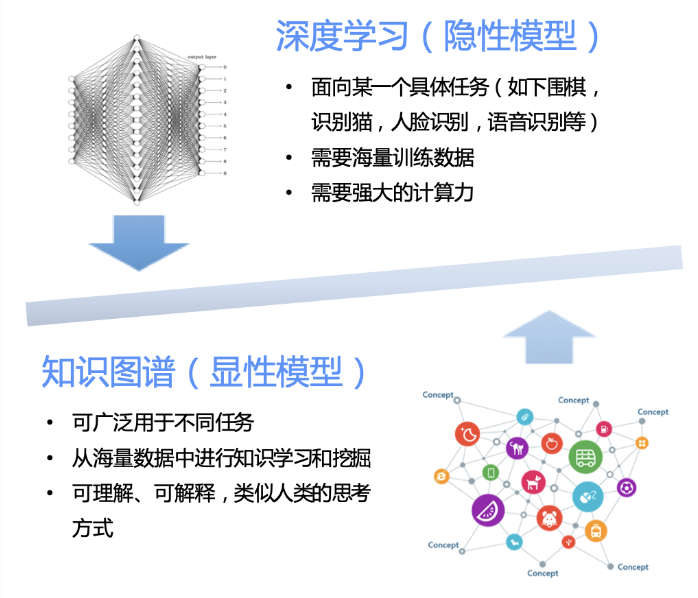 深度学习（隐性模型）
output layer
0
1
2
3
4
5
6
7
8
9
• 面向某一个具体任务（如下围棋，
识别猫，人脸识别，语音识别等）
• 需要海量训练数据
• 需要强大的计算力
知识图谱（显性模型）
• 可广泛用于不同任务
• 从海量数据中进行知识学习和挖掘
• 可理解、可解释，类似人类的思考
方式
Concept
Concept
Concept
Concept
Concept
Concept